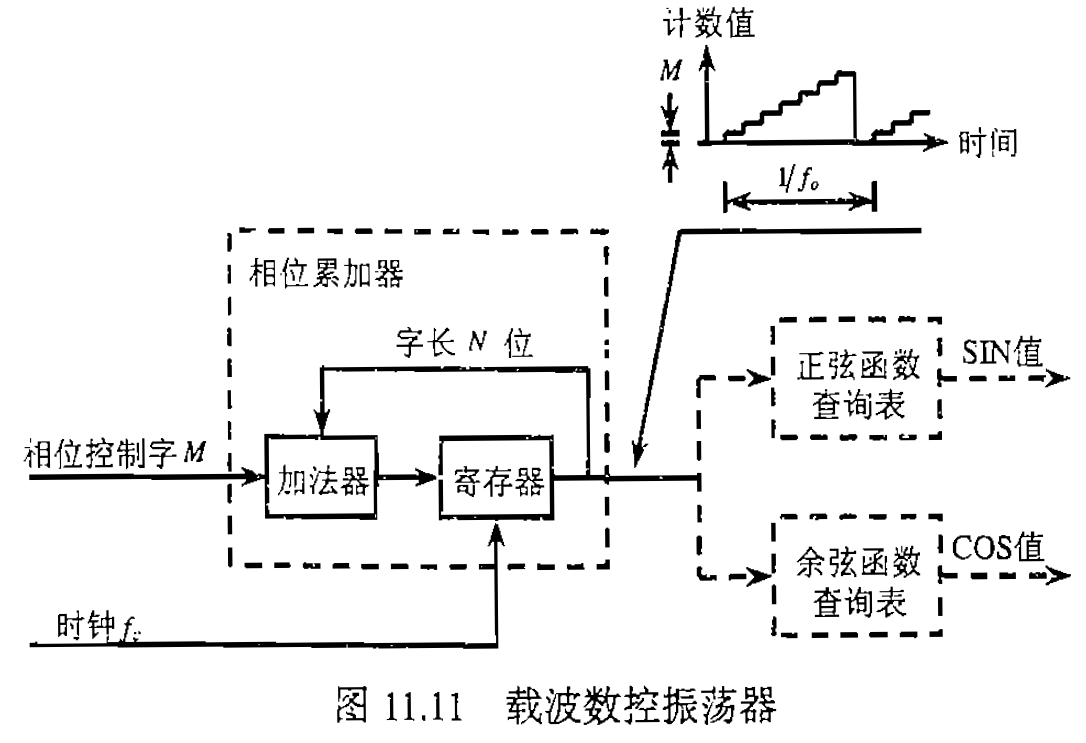 计数值
M
时间
1/fₒ
相位累加器
字长 N 位
正弦函数
查询表
SIN值
相位控制字 M
加法器
寄存器
余弦函数
查询表
COS值
时钟 f꜀
图 11.11 载波数控振荡器